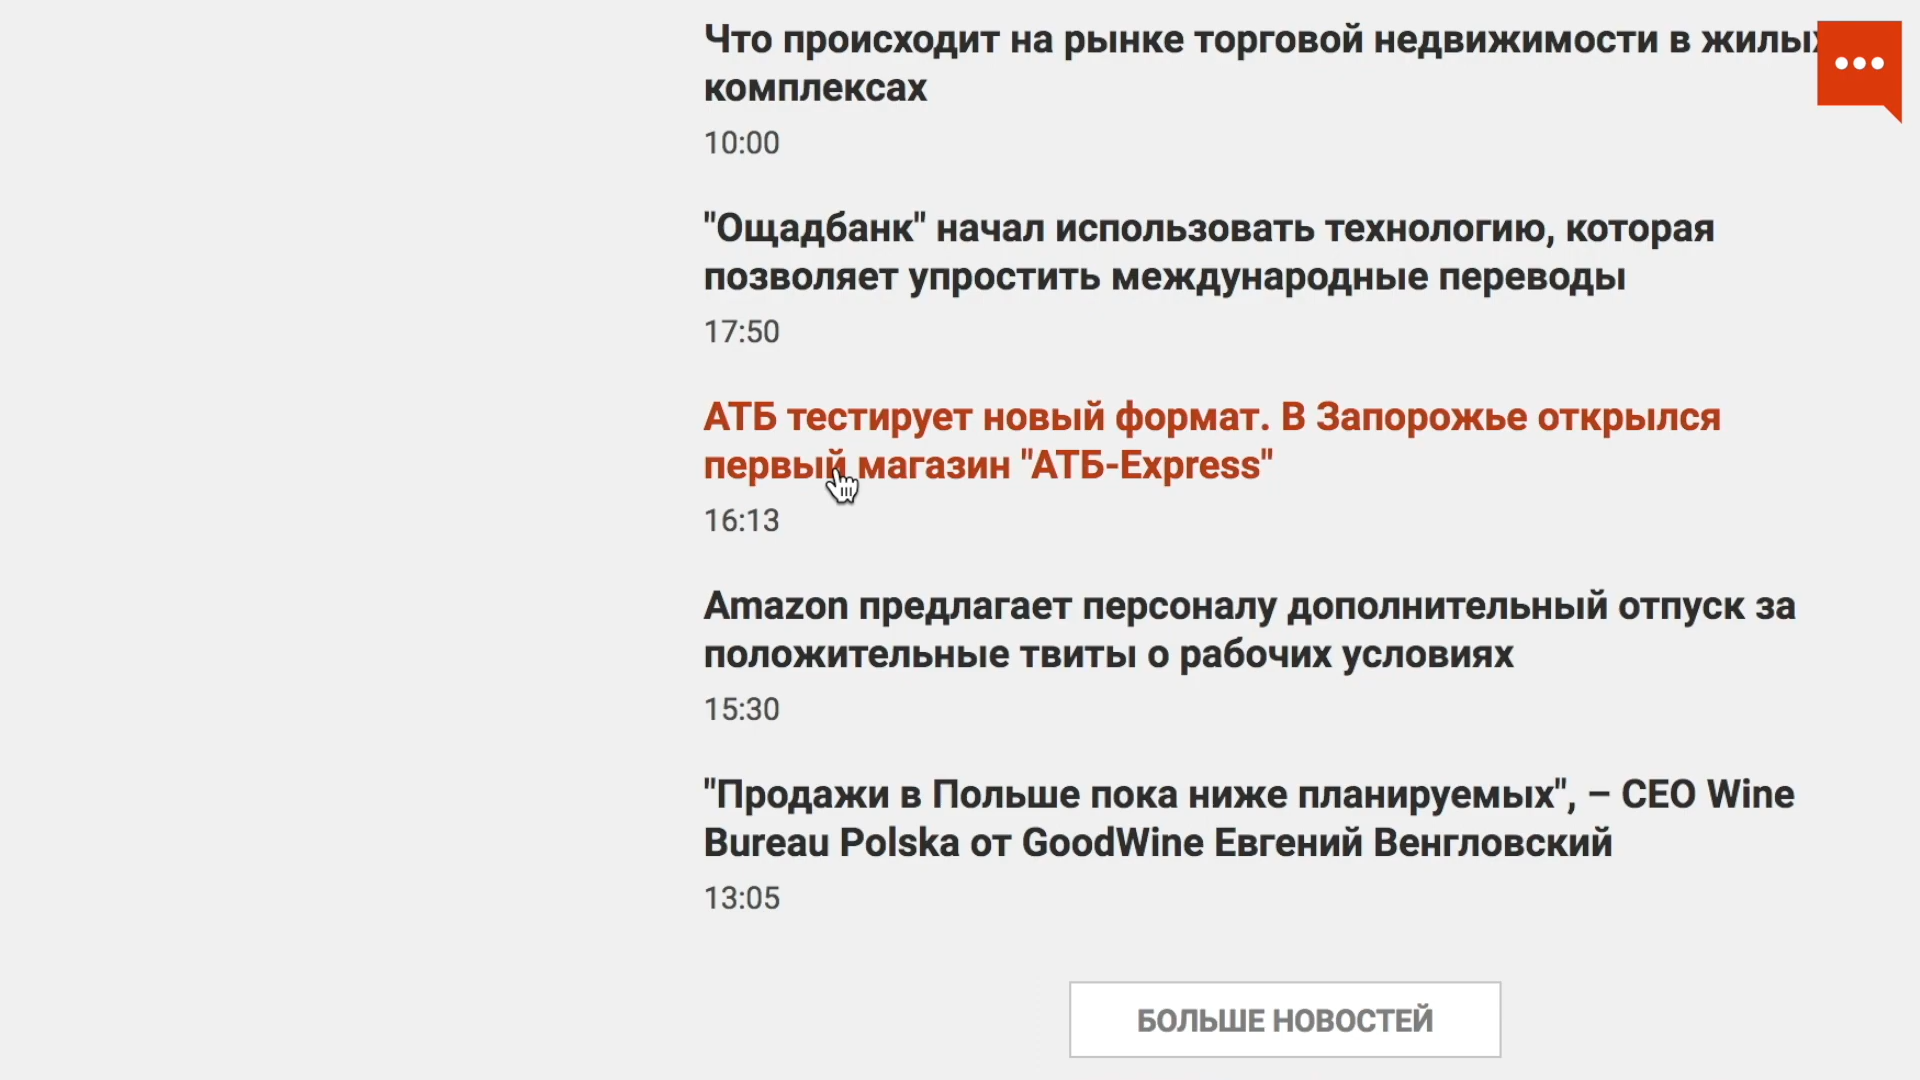 Что происходит на рынке торговой недвижимости в жилых
комплексах
10:00
"Ощадбанк" начал использовать технологию, которая
позволяет упростить международные переводы
17:50
АТБ тестирует новый формат. В Запорожье открылся
первый магазин "АТБ-Express"
16:13
Amazon предлагает персоналу дополнительный отпуск за
положительные твиты о рабочих условиях
15:30
"Продажи в Польше пока ниже планируемых", – CEO Wine
Bureau Polska от GoodWine Евгений Венгловский
13:05
БОЛЬШЕ НОВОСТЕЙ